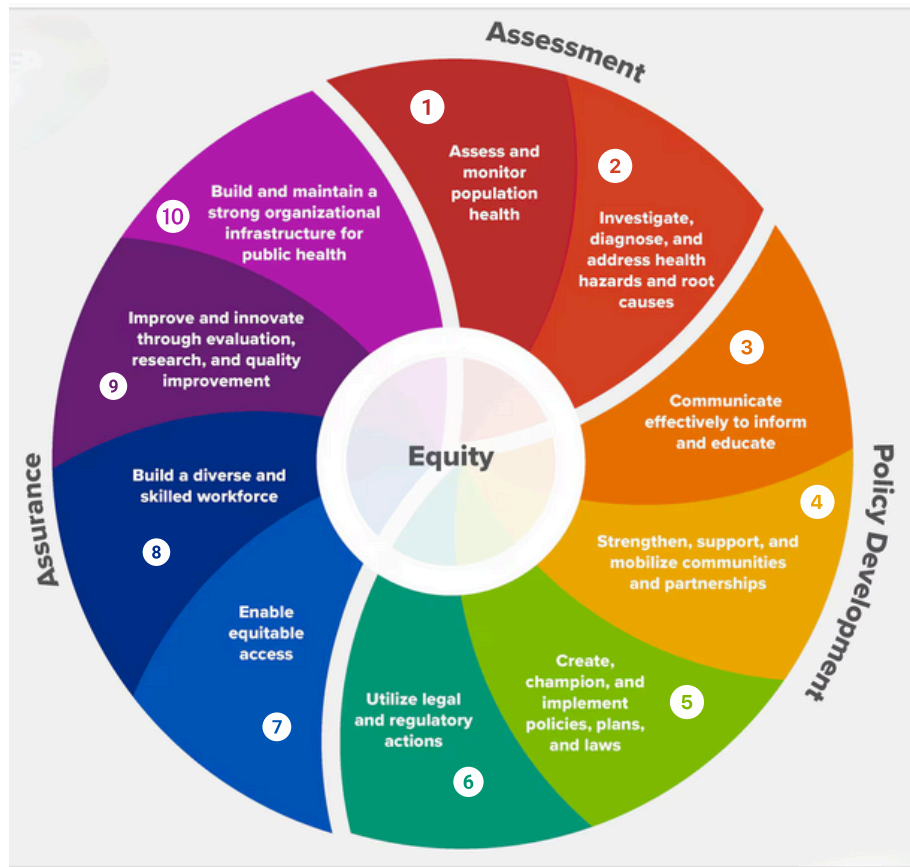 Assessment
1
Assess and
monitor
population
health
2
Investigate,
diagnose, and
address health
hazards and root
causes
Policy Development
3
Communicate
effectively to inform
and educate
4
Strengthen, support, and
mobilize communities
and partnerships
5
Create,
champion, and
implement
policies, plans,
and laws
6
Utilize legal
and regulatory
actions
Assurance
7
Enable
equitable
access
8
Build a diverse and
skilled workforce
9
Improve and innovate
through evaluation,
research, and quality
improvement
10
Build and maintain a
strong organizational
infrastructure for
public health
Equity